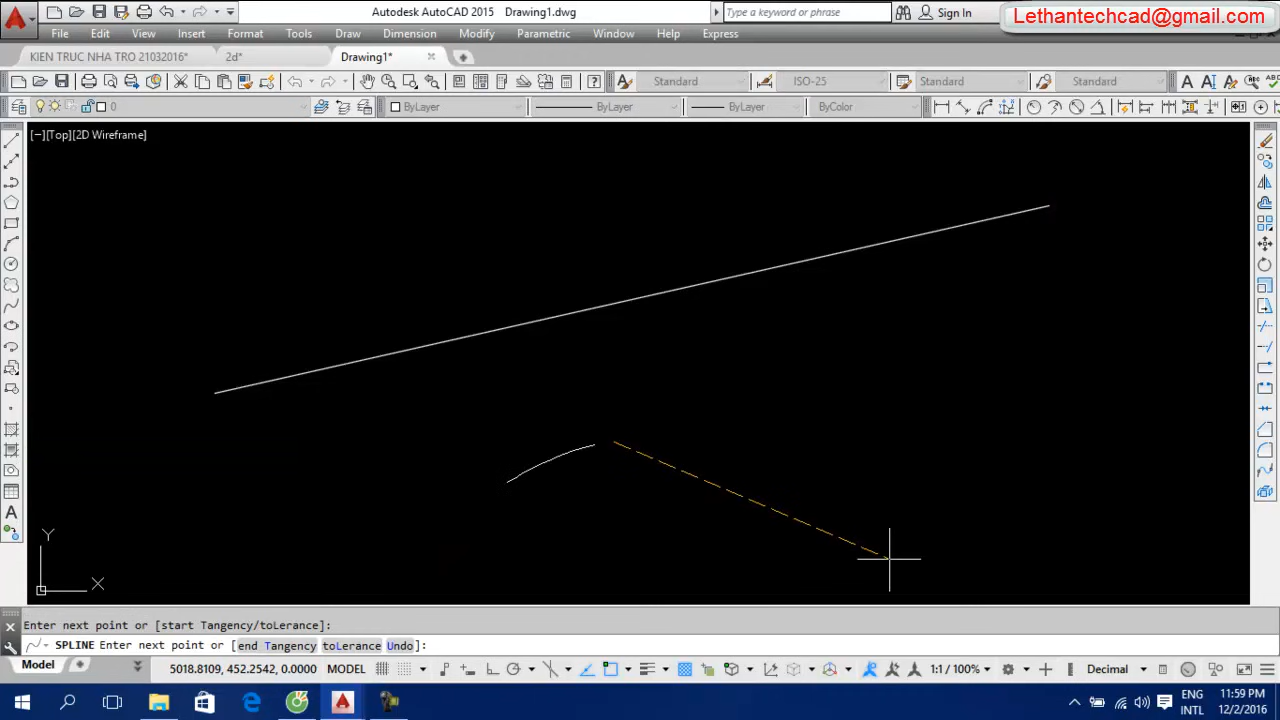 Autodesk AutoCAD 2015 Drawing1.dwg
Type a keyword or phrase
Sign In
Lethantechcad@gmail.com
File Edit View Insert Format Tools Draw Dimension Modify Parametric Window Help Express
KIEN TRUC NHA TRO 21032016* 2d* Drawing1*
Standard ISO-25 Standard Standard
0 ByLayer ByLayer ByLayer ByColor
[−][Top][2D Wireframe]
Y
X
Enter next point or [start Tangency/toLerance]:
SPLINE Enter next point or [end Tangency toLerance Undo]:
Model
5018.8109, 452.2542, 0.0000 MODEL 1:1 / 100% Decimal
ENG 11:59 PM
INTL 12/2/2016